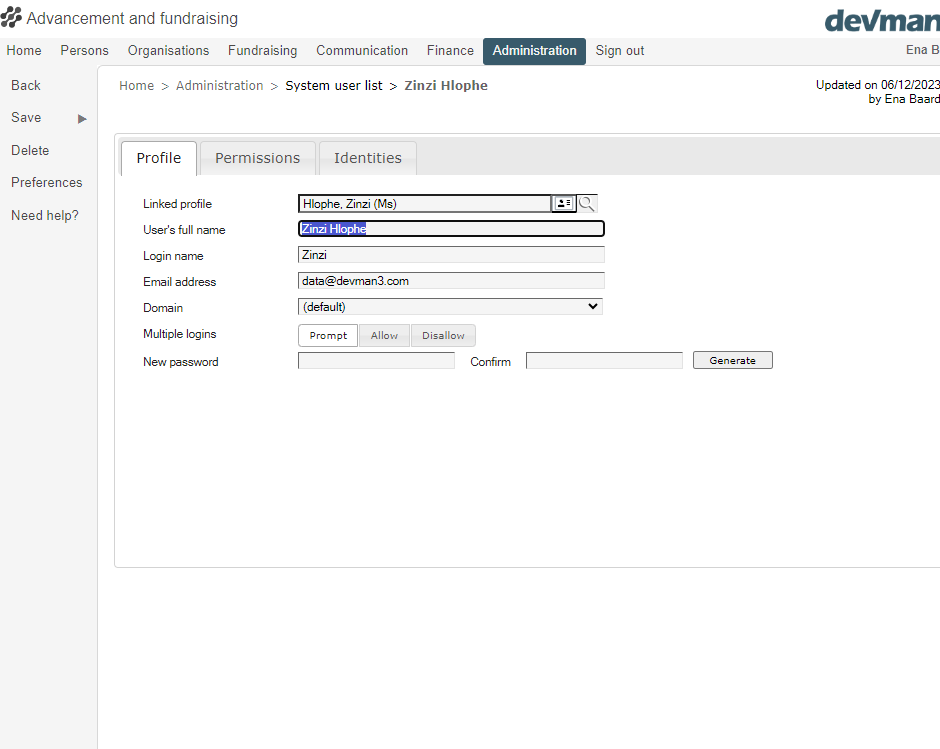 Advancement and fundraising
devman
Home Persons Organisations Fundraising Communication Finance Administration Sign out Ena B
Back
Save
Delete
Preferences
Need help?
Home > Administration > System user list > Zinzi Hlophe
Updated on 06/12/2023
by Ena Baard
Profile Permissions Identities
Linked profile Hlophe, Zinzi (Ms)
User's full name Zinzi Hlophe
Login name Zinzi
Email address data@devman3.com
Domain (default)
Multiple logins Prompt Allow Disallow
New password Confirm Generate